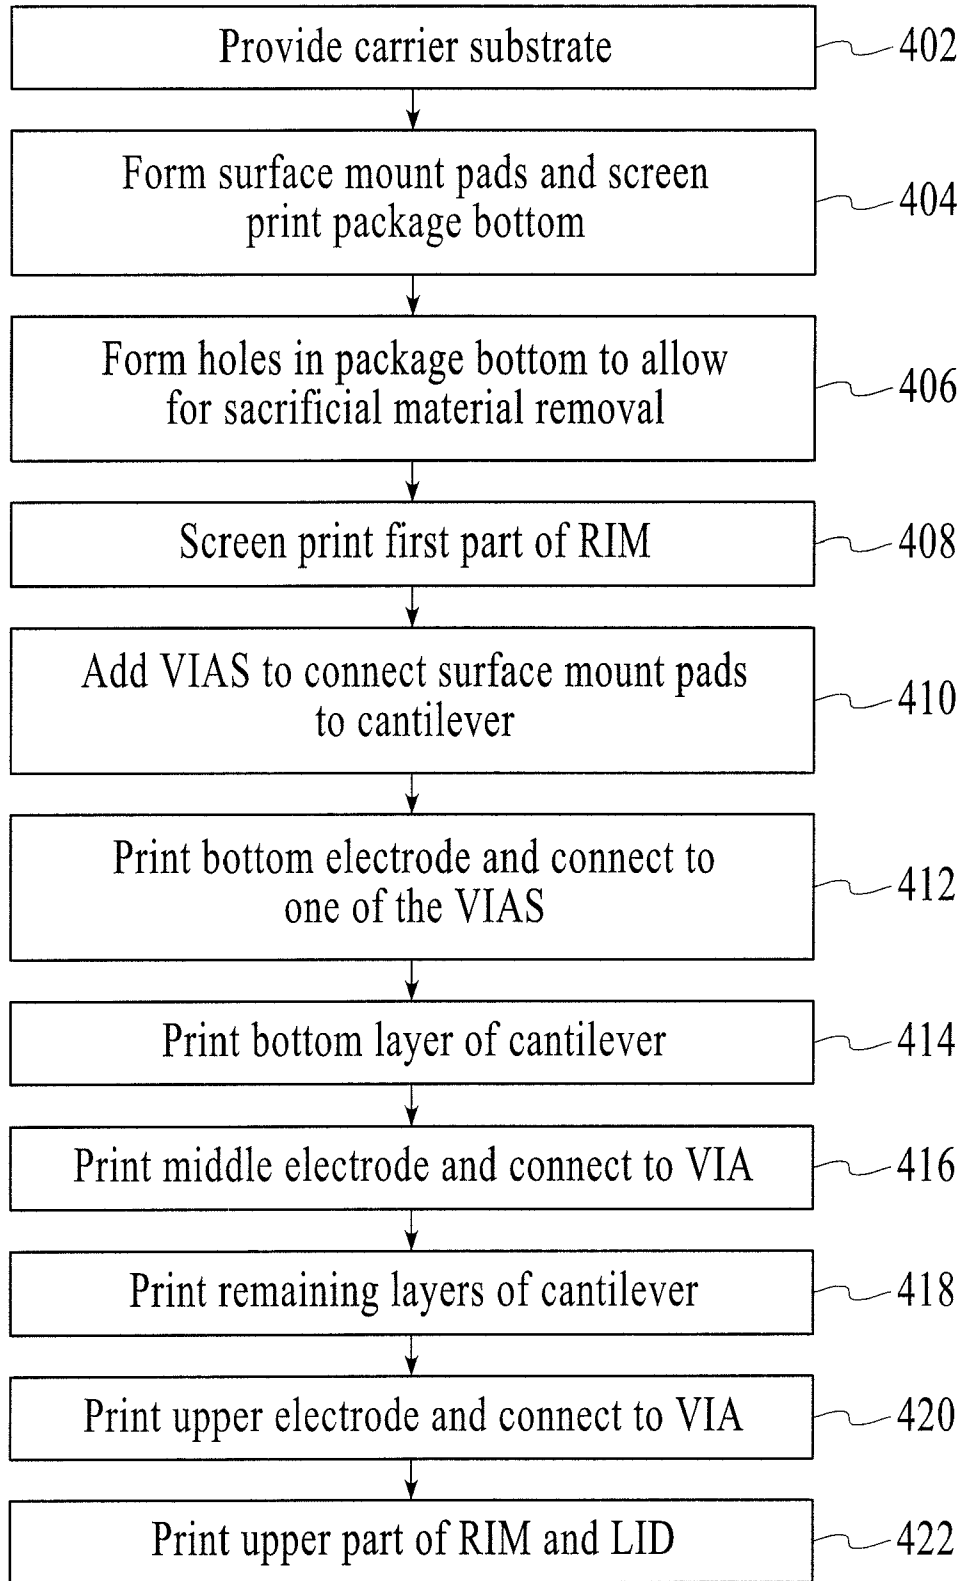 Provide carrier substrate
402
Form surface mount pads and screen
print package bottom
404
Form holes in package bottom to allow
for sacrificial material removal
406
Screen print first part of RIM
408
Add VIAS to connect surface mount pads
to cantilever
410
Print bottom electrode and connect to
one of the VIAS
412
Print bottom layer of cantilever
414
Print middle electrode and connect to VIA
416
Print remaining layers of cantilever
418
Print upper electrode and connect to VIA
420
Print upper part of RIM and LID
422